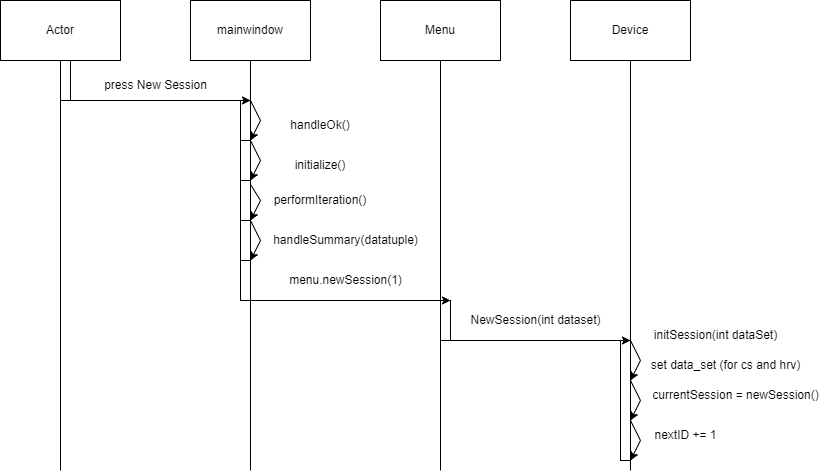 Actor
mainwindow
Menu
Device
press New Session
handleOk()
initialize()
performIteration()
handleSummary(datatuple)
menu.newSession(1)
NewSession(int dataset)
initSession(int dataSet)
set data_set (for cs and hrv)
currentSession = newSession()
nextID += 1